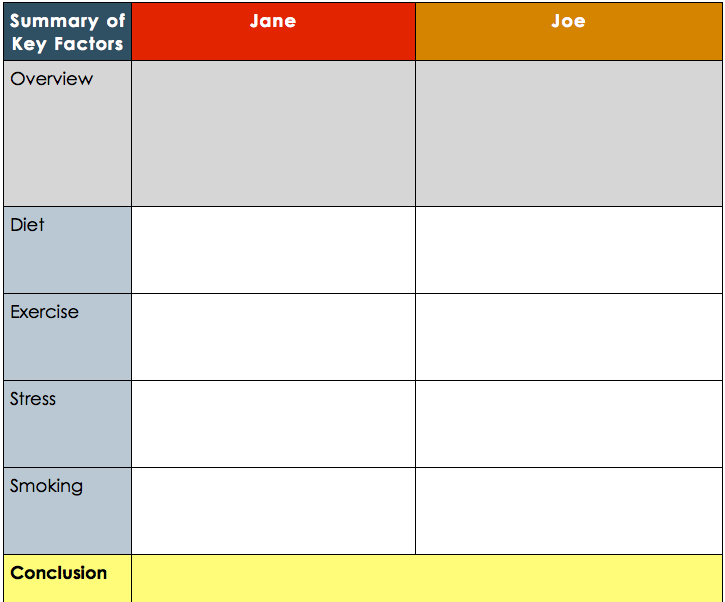 Summary of
Key Factors
Jane
Joe
Overview
Diet
Exercise
Stress
Smoking
Conclusion